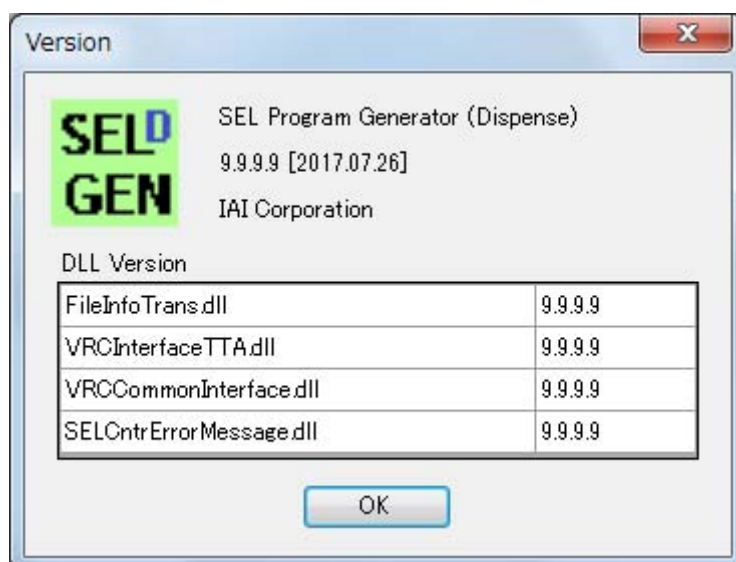 Version
SEL D
GEN
SEL Program Generator (Dispense)
9.9.9.9 [2017.07.26]
IAI Corporation
DLL Version
FileInfoTrans.dll 9.9.9.9
VRCInterfaceTTA.dll 9.9.9.9
VRCCommonInterface.dll 9.9.9.9
SELCntrErrorMessage.dll 9.9.9.9
OK